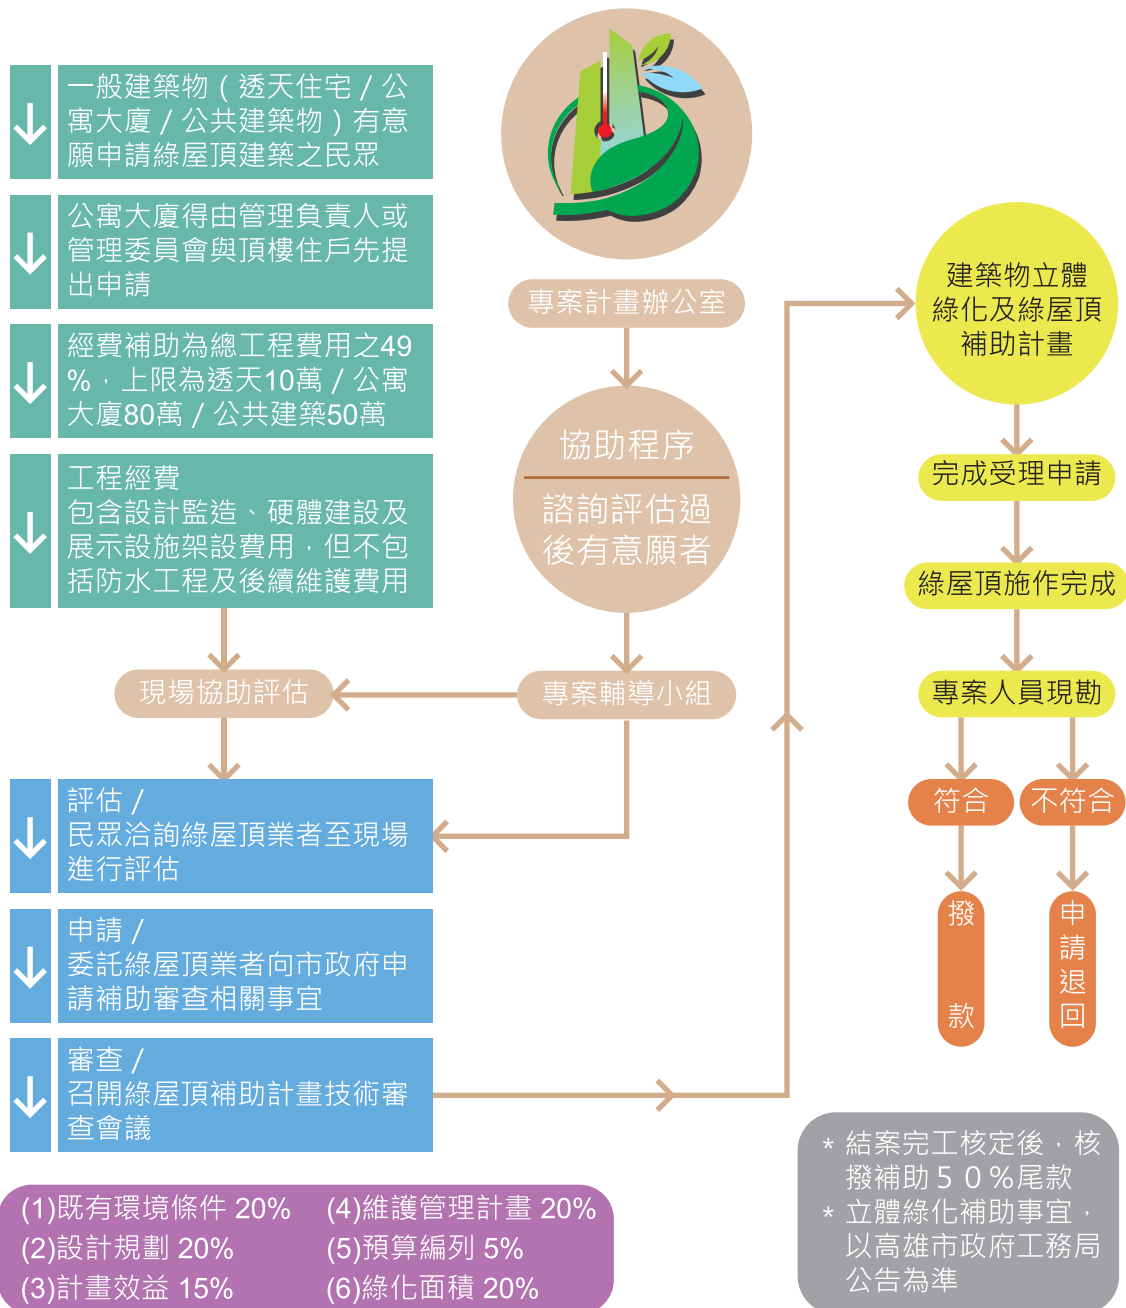 一般建築物（透天住宅／公
寓大廈／公共建築物）有意
願申請綠屋頂建築之民眾
公寓大廈得由管理負責人或
管理委員會與頂樓住戶先提
出申請
經費補助為總工程費用之49
%，上限為透天10萬／公寓
大廈80萬／公共建築50萬
工程經費
包含設計監造、硬體建設及
展示設施架設費用，但不包
括防水工程及後續維護費用
現場協助評估
評估／
民眾洽詢綠屋頂業者至現場
進行評估
申請／
委託綠屋頂業者向市政府申
請補助審查相關事宜
審查／
召開綠屋頂補助計畫技術審
查會議
(1)既有環境條件 20%
(2)設計規劃 20%
(3)計畫效益 15%
(4)維護管理計畫 20%
(5)預算編列 5%
(6)綠化面積 20%
專案計畫辦公室
協助程序
諮詢評估過
後有意願者
專案輔導小組
建築物立體
綠化及綠屋頂
補助計畫
完成受理申請
綠屋頂施作完成
專案人員現勘
符合
不符合
撥款
申請退回
* 結案完工核定後，核
撥補助５０%尾款
* 立體綠化補助事宜，
以高雄市政府工務局
公告為準